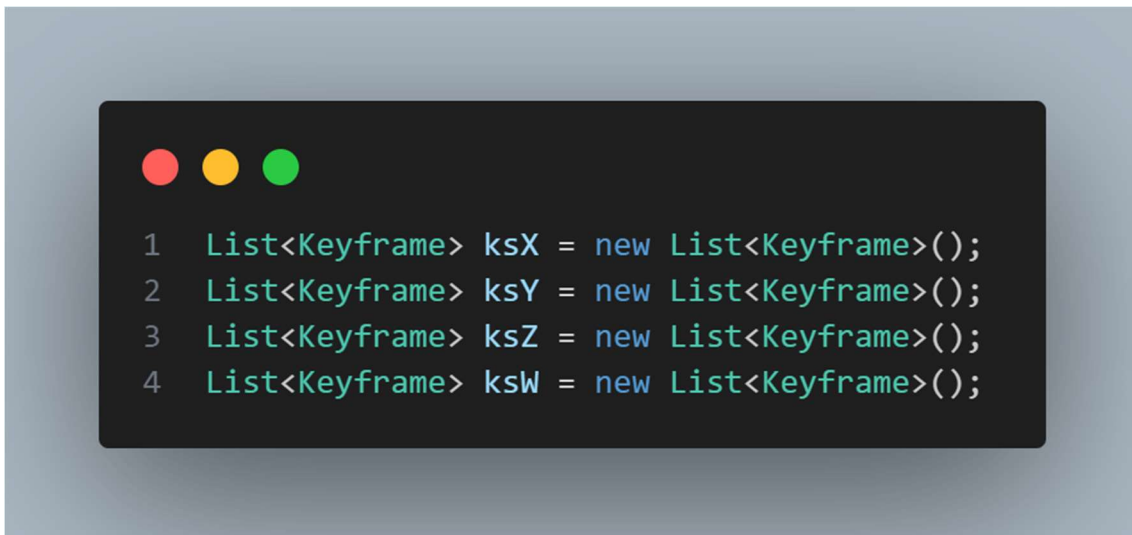 1 List<Keyframe> ksX = new List<Keyframe>();
2 List<Keyframe> ksY = new List<Keyframe>();
3 List<Keyframe> ksZ = new List<Keyframe>();
4 List<Keyframe> ksW = new List<Keyframe>();